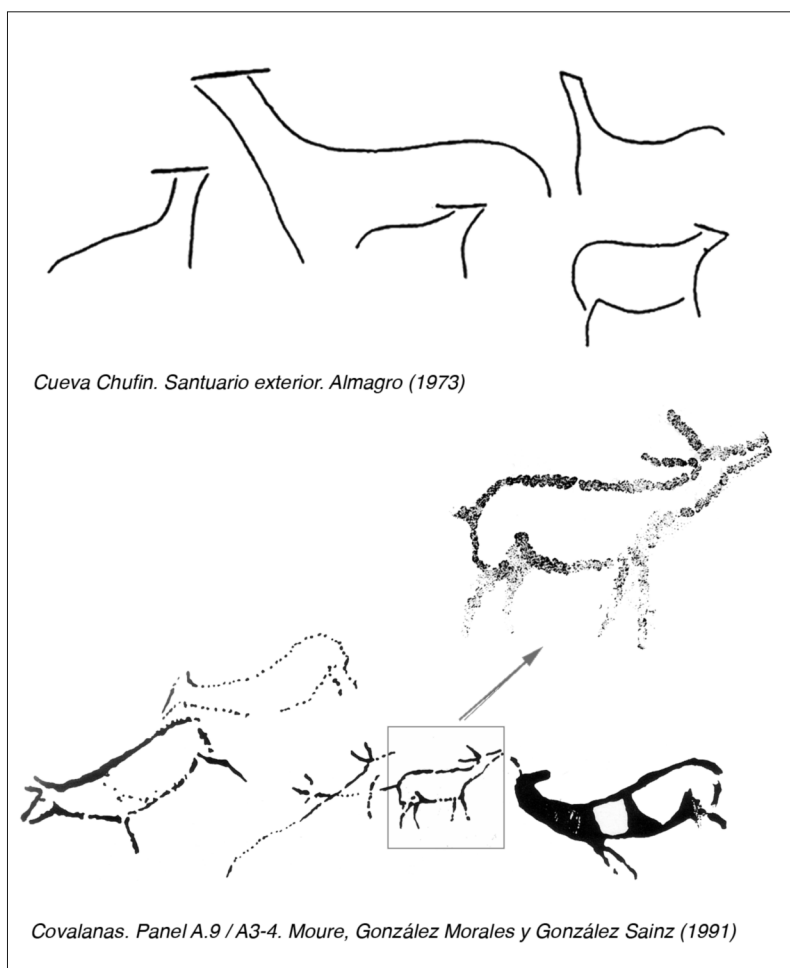 Cueva Chufin. Santuario exterior. Almagro (1973)
Covalanas. Panel A.9 / A3-4. Moure, González Morales y González Sainz (1991)